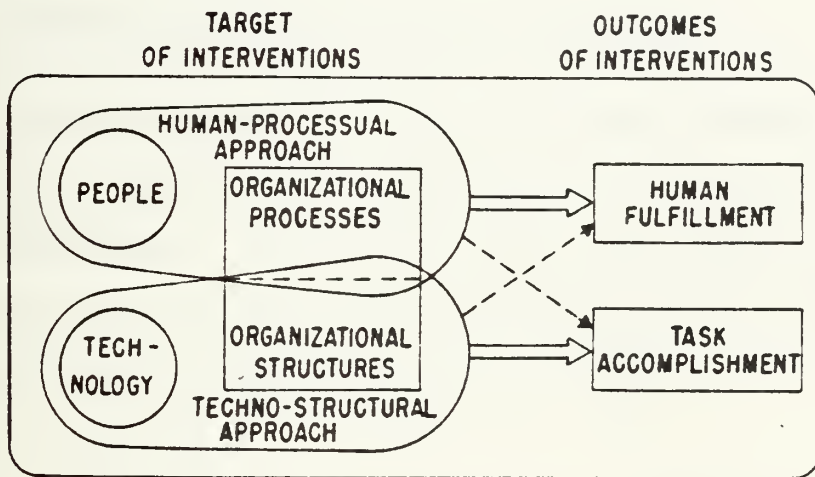 TARGET
OF INTERVENTIONS
OUTCOMES
OF INTERVENTIONS
HUMAN-PROCESSUAL
APPROACH
PEOPLE
ORGANIZATIONAL
PROCESSES
HUMAN
FULFILLMENT
TECH-
NOLOGY
ORGANIZATIONAL
STRUCTURES
TASK
ACCOMPLISHMENT
TECHNO-STRUCTURAL
APPROACH